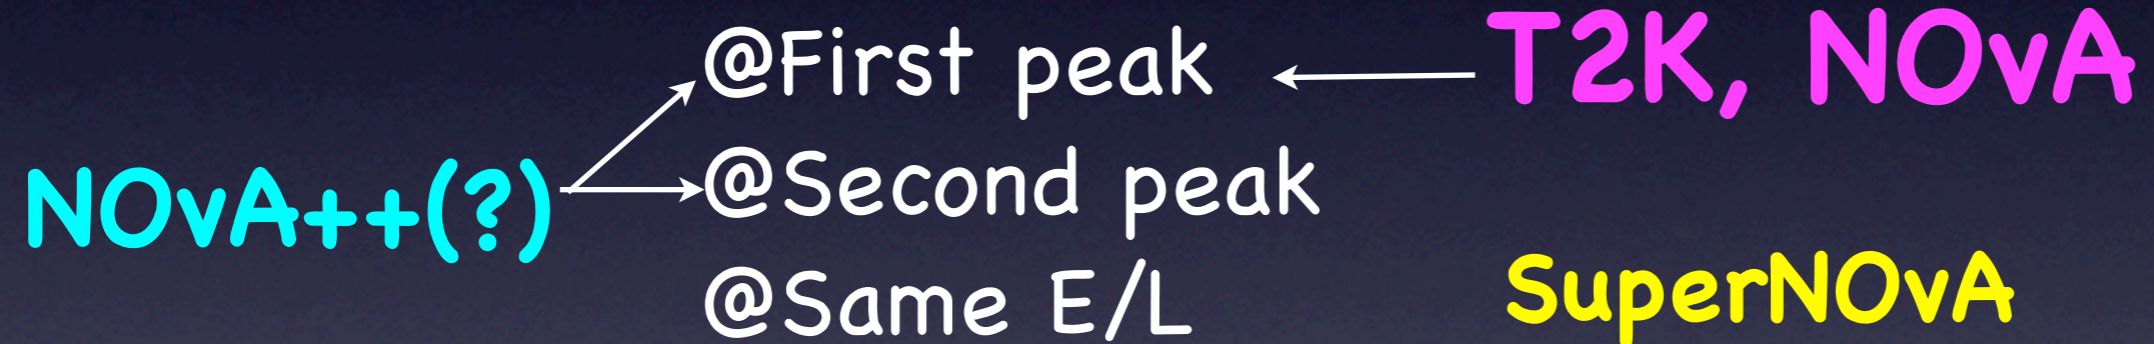 @First peak
T2K, NOvA
NOvA++(?)
@Second peak
@Same E/L
SuperNOvA